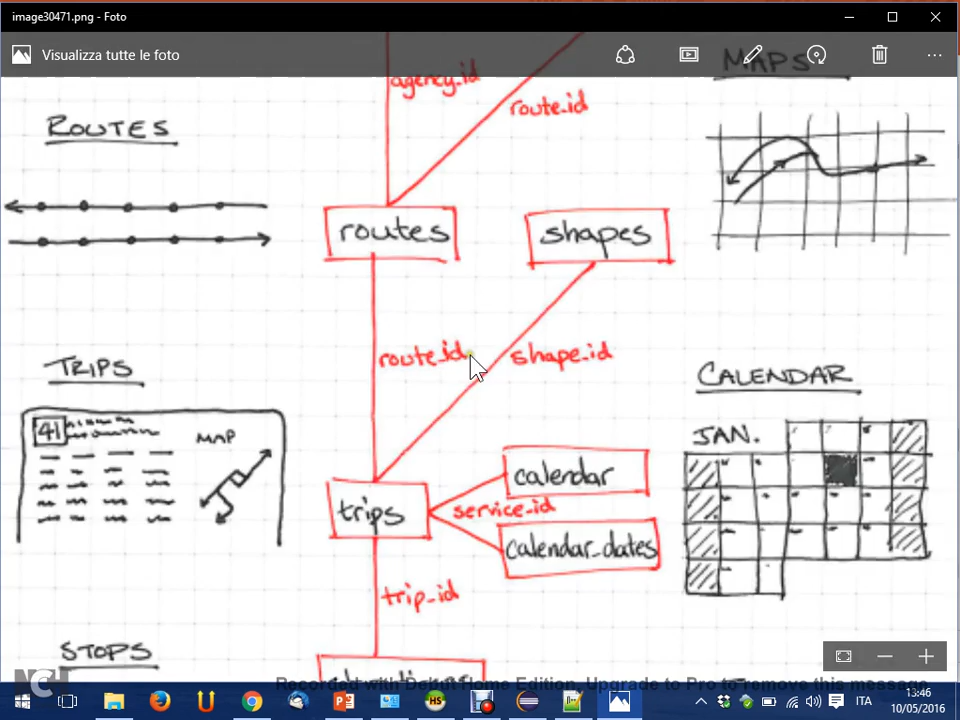 image30471.png - Foto
Visualizza tutte le foto
MAPS
agency_id
route_id
ROUTES
routes
shapes
route_id
shape_id
TRIPS
CALENDAR
41
MAP
JAN.
calendar
trips
service_id
calendar_dates
trip_id
STOPS
Recorded with Debut Home Edition, Upgrade to Pro to remove this message
NCH
13:46
ITA
10/05/2016